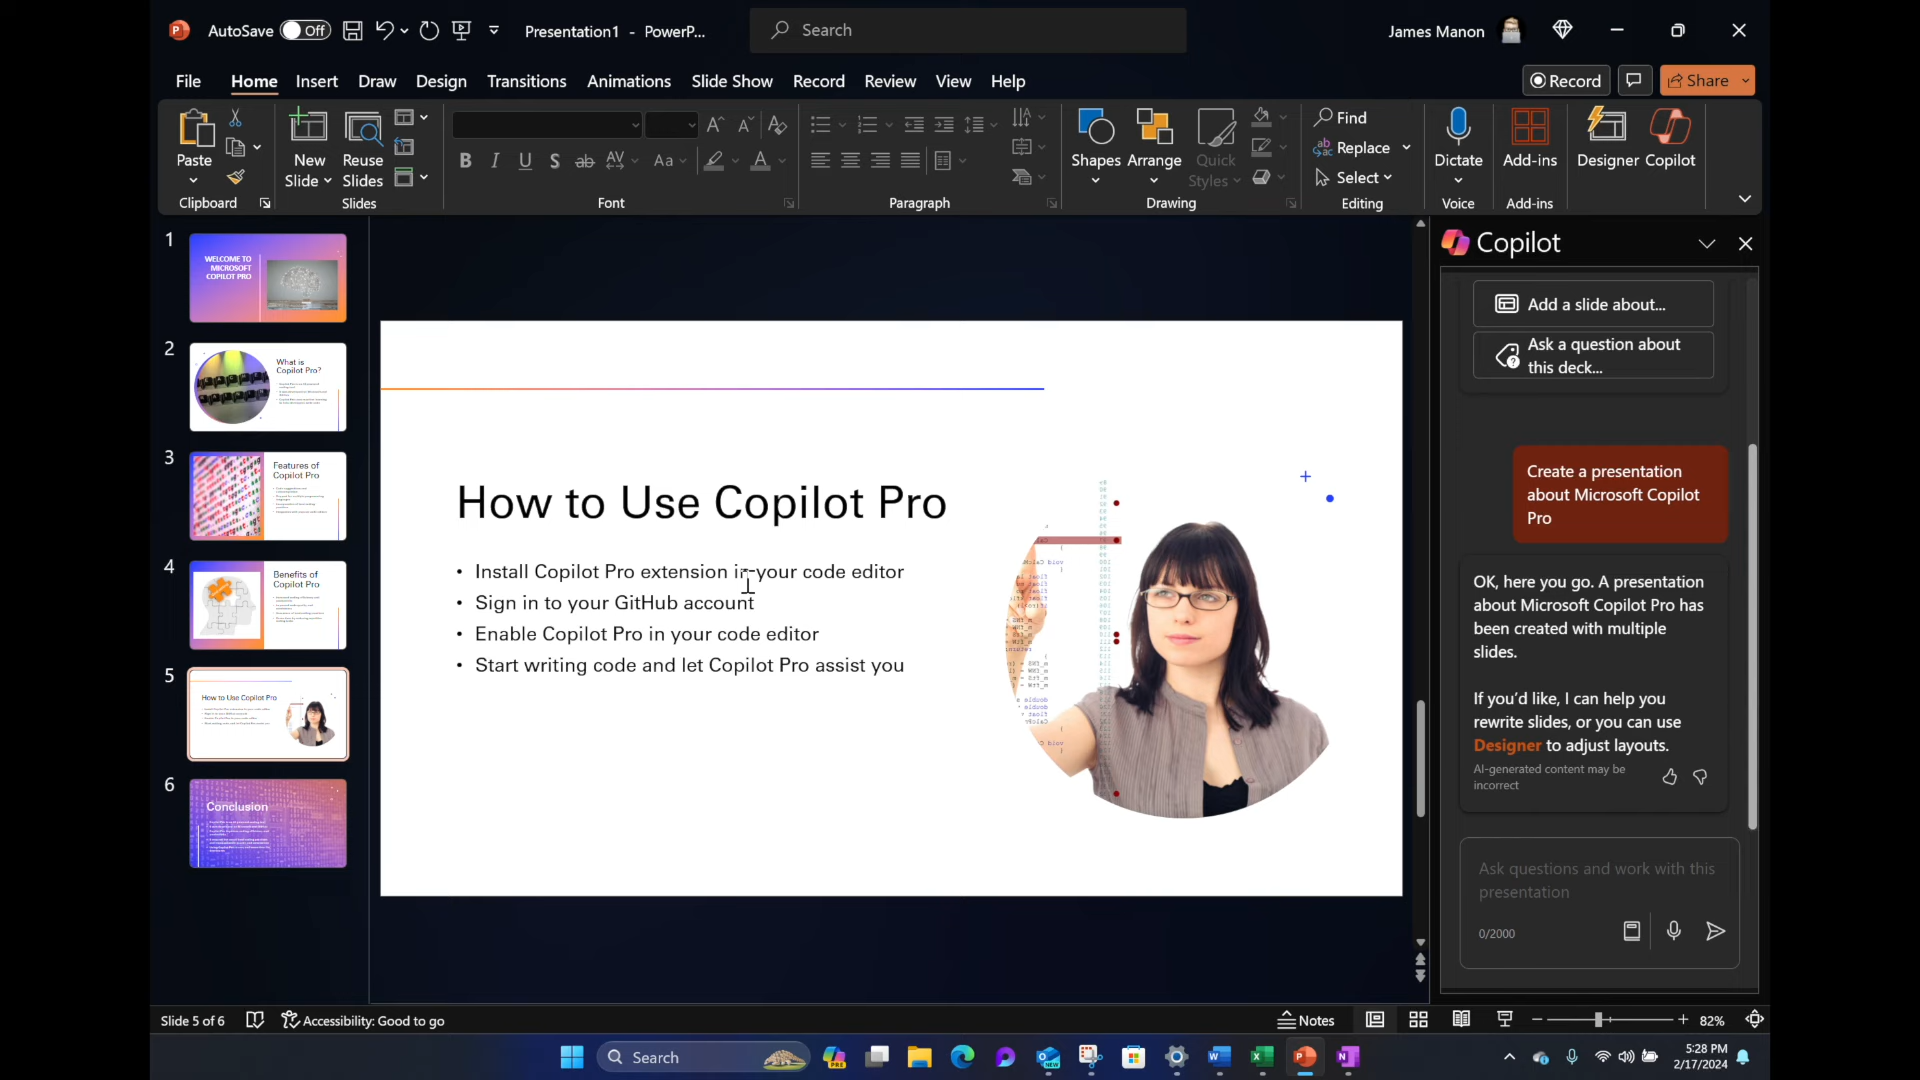 AutoSave Off Presentation1 - PowerP... Search James Manon
File Home Insert Draw Design Transitions Animations Slide Show Record Review View Help Record Share
Paste New Slide Reuse Slides
B I U S ab AV Aa A
Shapes Arrange Quick Styles
Find
Replace
Select
Dictate Add-ins Designer Copilot
Clipboard Slides Font Paragraph Drawing Editing Voice Add-ins
1
WELCOME TO
MICROSOFT
COPILOT PRO
2
What is
Copilot Pro?
3
Features of
Copilot Pro
4
Benefits of
Copilot Pro
5
How to Use Copilot Pro
6
Conclusion
How to Use Copilot Pro
• Install Copilot Pro extension in your code editor
• Sign in to your GitHub account
• Enable Copilot Pro in your code editor
• Start writing code and let Copilot Pro assist you
Copilot
Add a slide about...
Ask a question about
this deck...
Create a presentation
about Microsoft Copilot
Pro
OK, here you go. A presentation
about Microsoft Copilot Pro has
been created with multiple
slides.
If you'd like, I can help you
rewrite slides, or you can use
Designer to adjust layouts.
AI-generated content may be
incorrect
Ask questions and work with this
presentation
0/2000
Slide 5 of 6 Accessibility: Good to go Notes 82%
Search
5:28 PM
2/17/2024